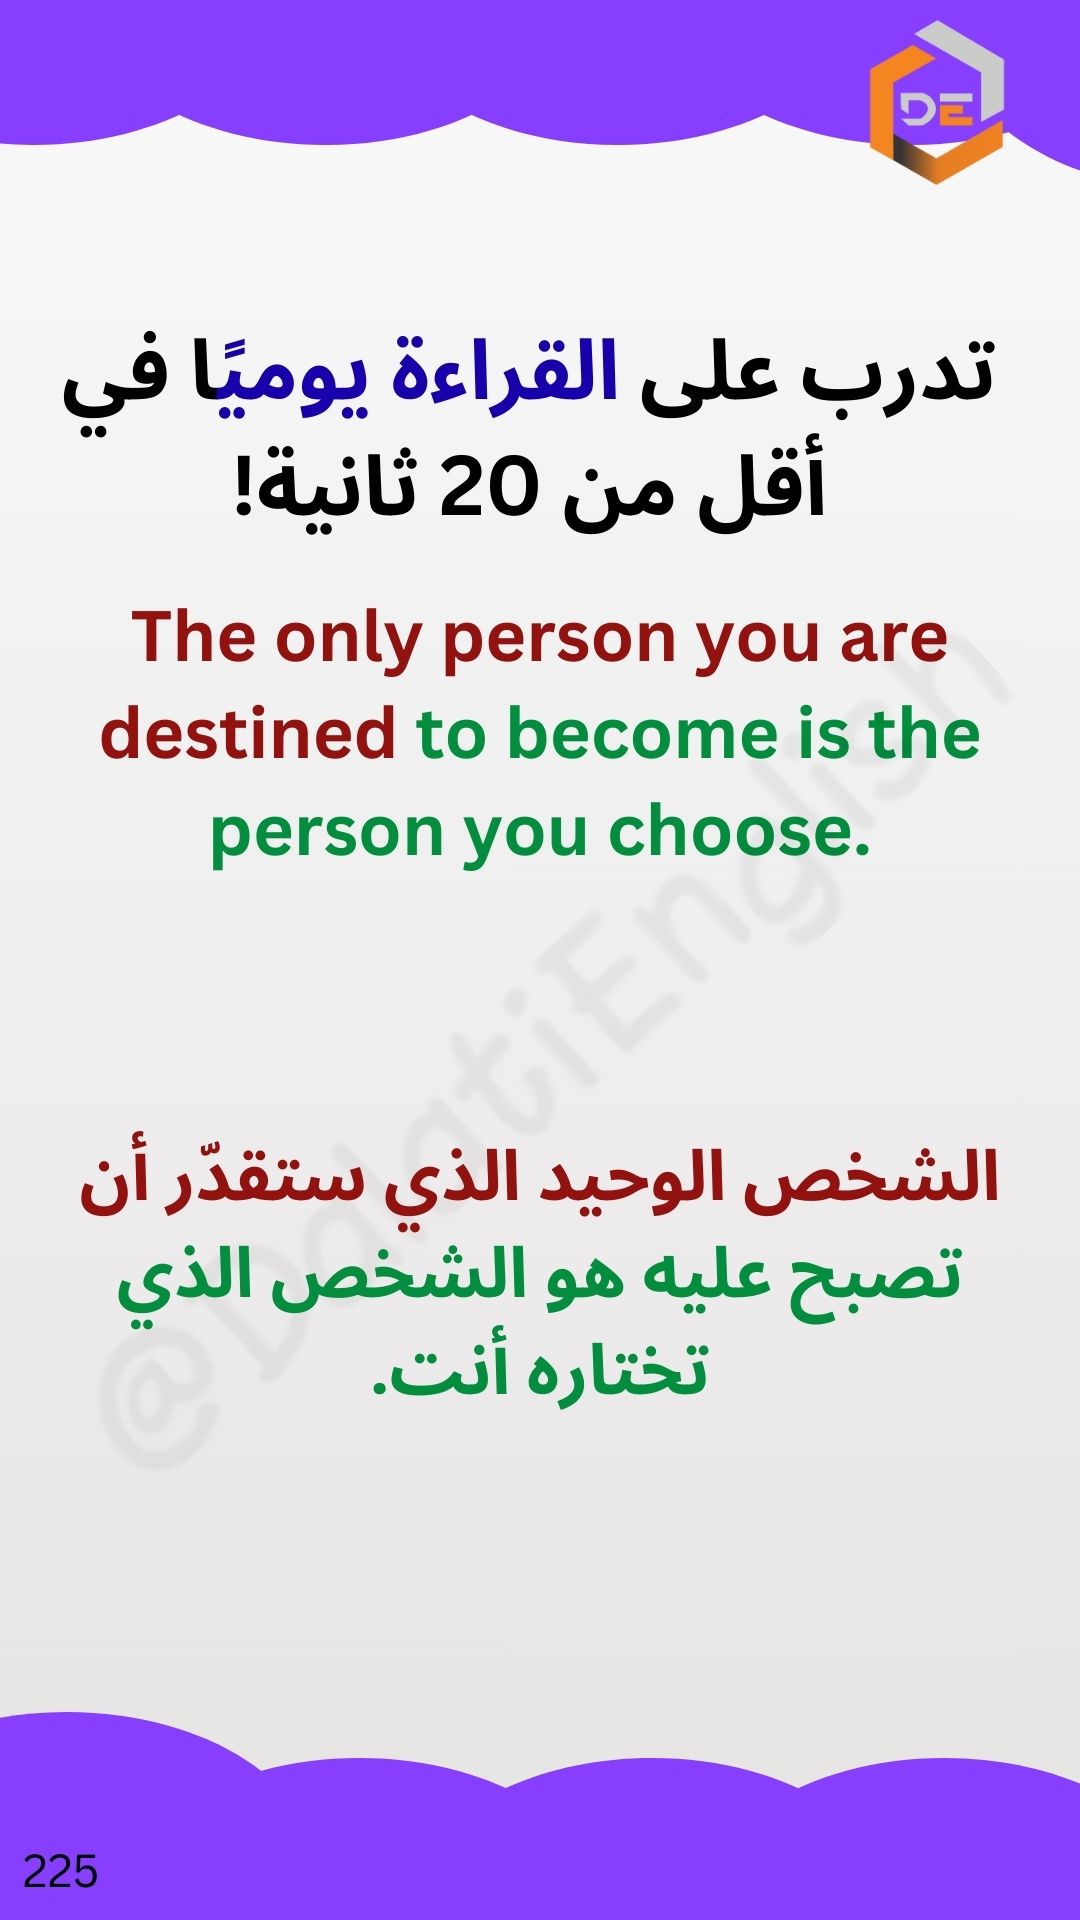 DE
تدرب على القراءة يوميًا في
أقل من 20 ثانية!
The only person you are
destined to become is the
person you choose.
الشخص الوحيد الذي ستقدّر أن
تصبح عليه هو الشخص الذي
تختاره أنت.
@DalatiEnglish
225